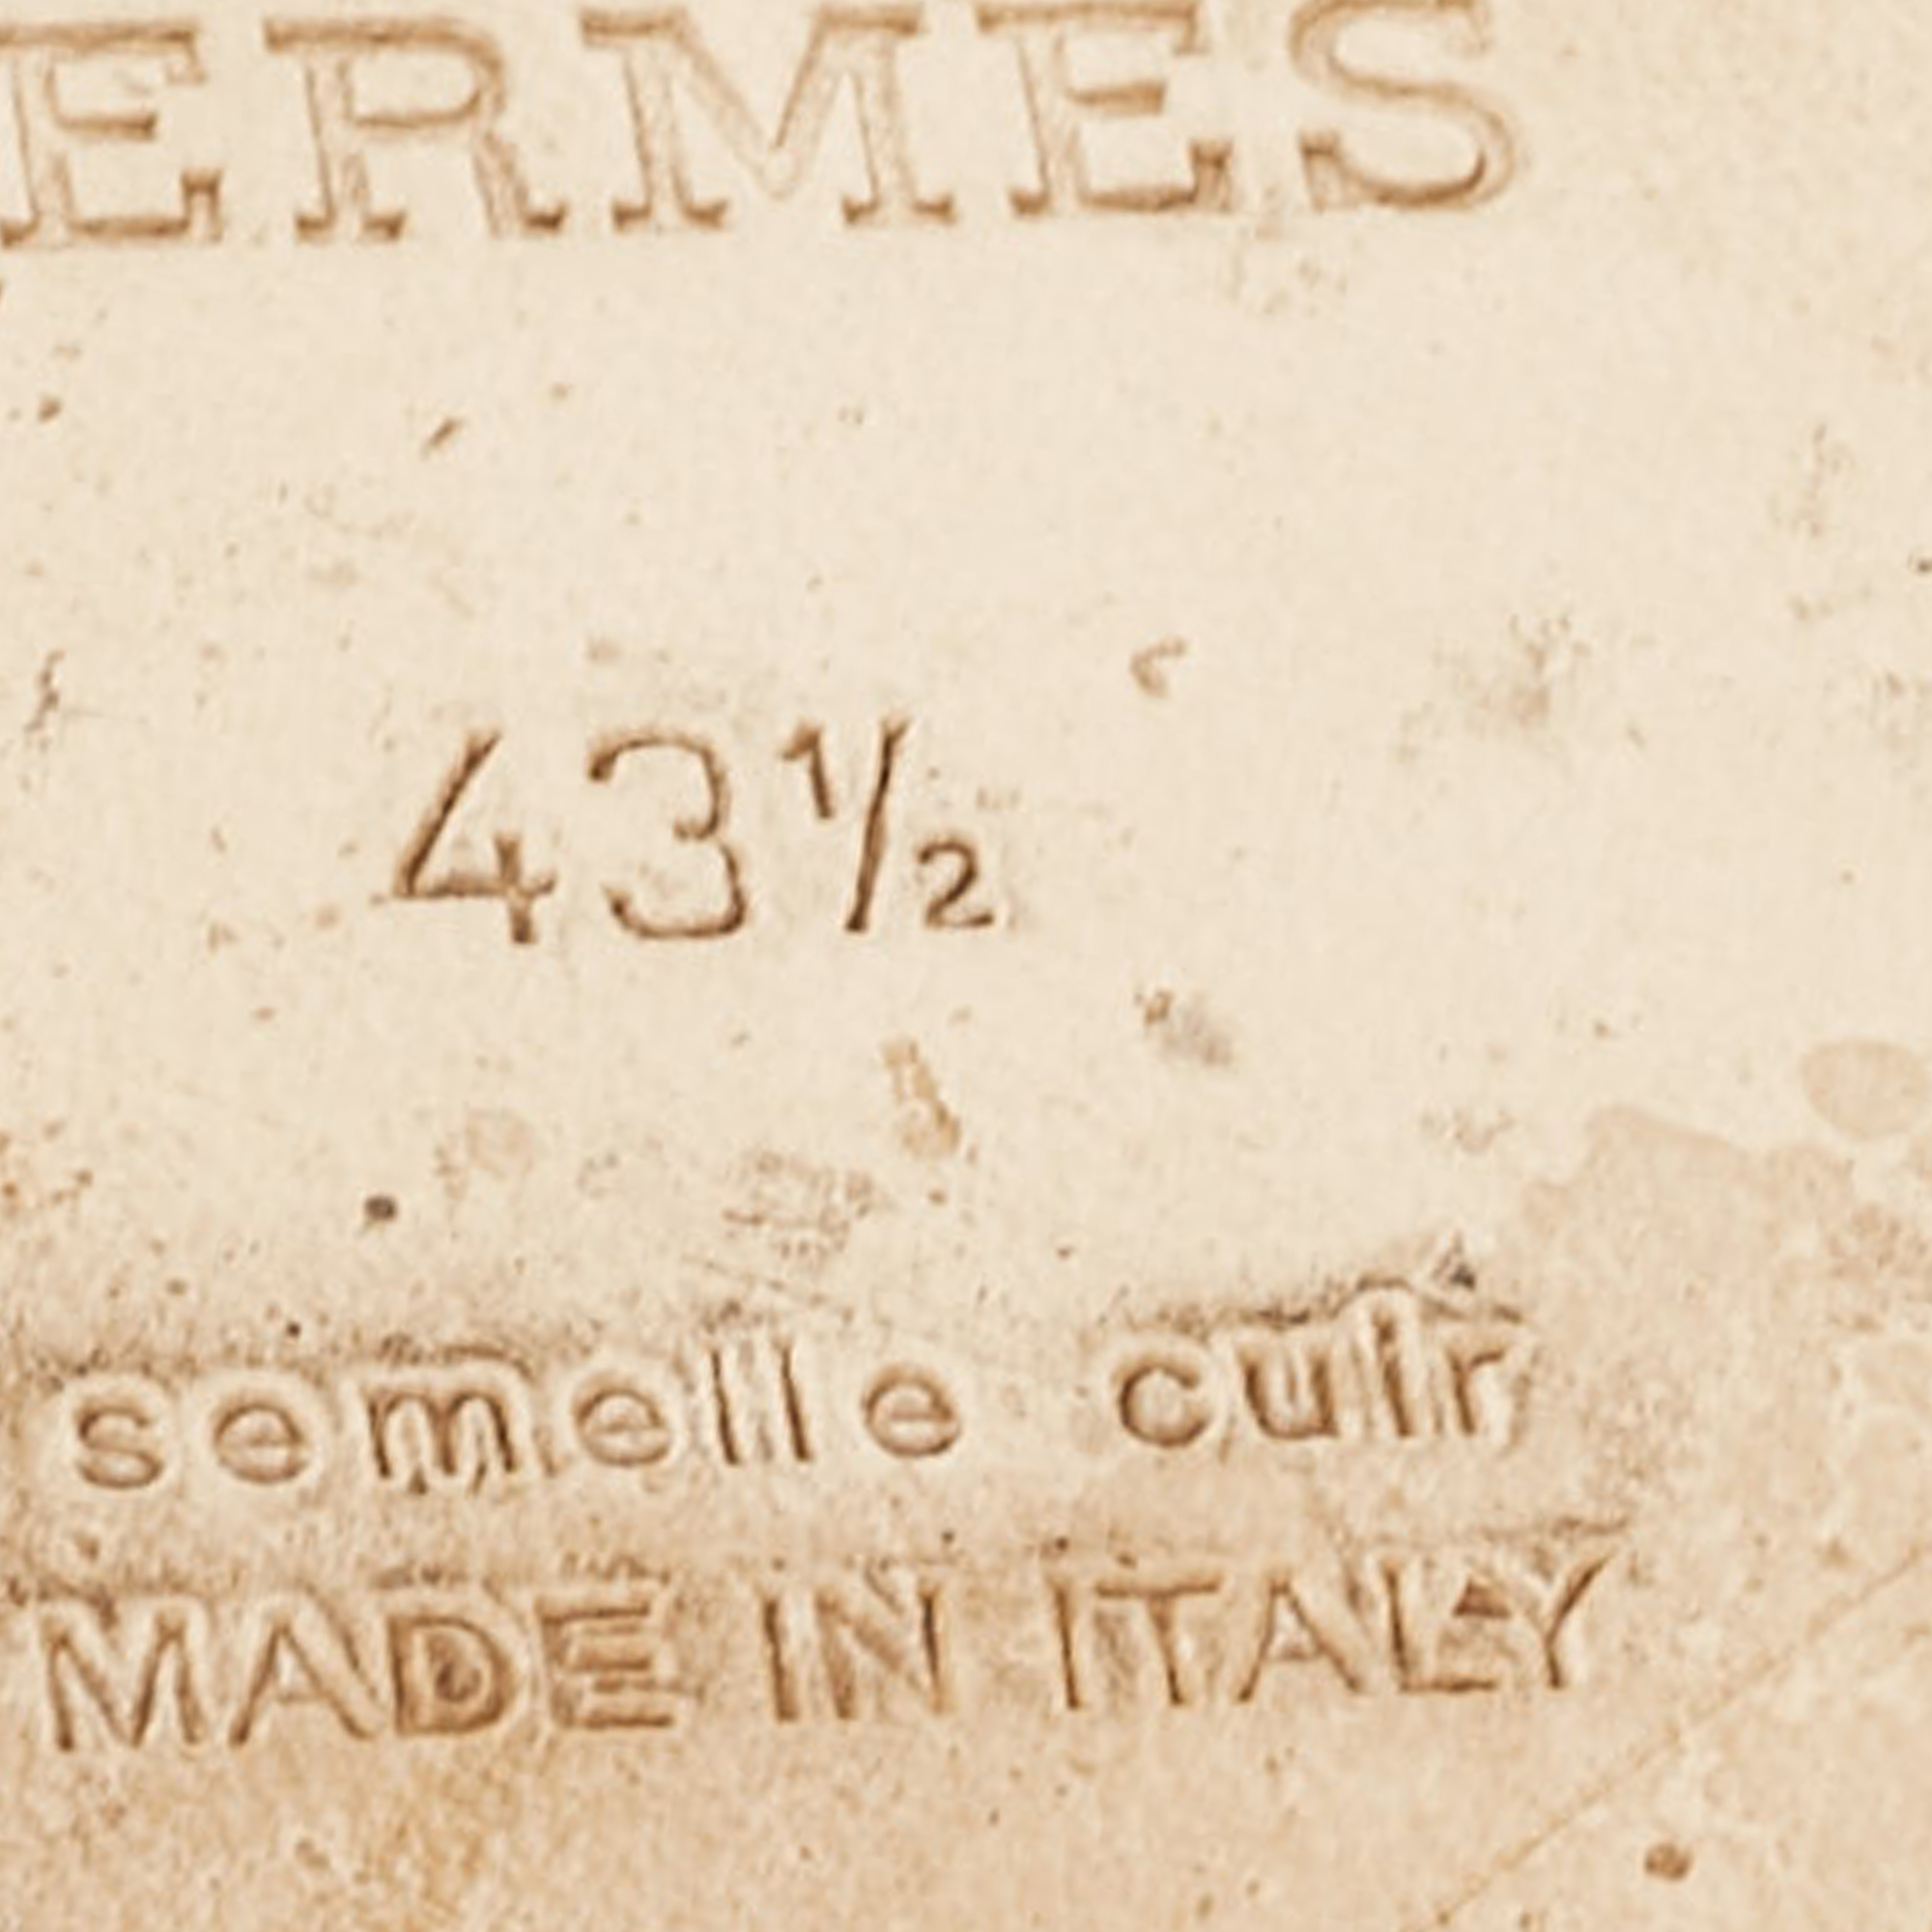 ERMES
43½
semelle cuir
MADE IN ITALY